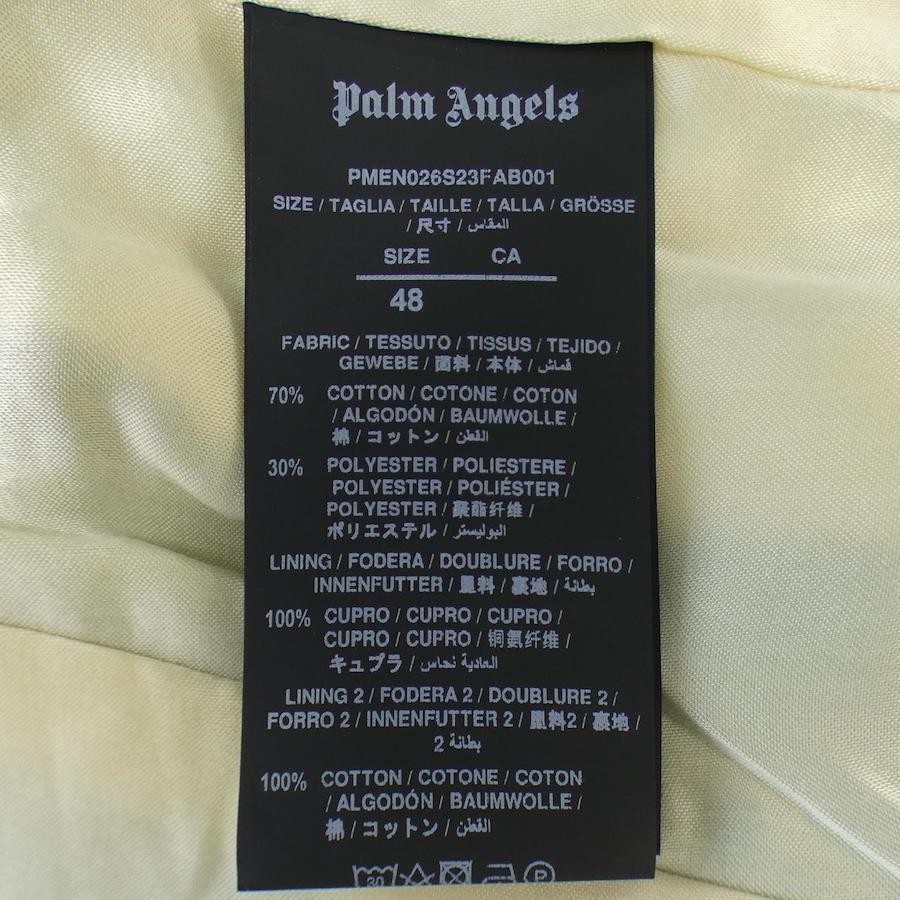 Palm Angels
PMEN026S23FAB001
SIZE / TAGLIA / TAILLE / TALLA / GRÖSSE
/ 尺寸 / المقاس
SIZE CA
48
FABRIC / TESSUTO / TISSUS / TEJIDO /
GEWEBE / 面料 / 本体 / قماش
70% COTTON / COTONE / COTON
/ ALGODÓN / BAUMWOLLE /
棉 / コットン / القطن
30% POLYESTER / POLIESTERE /
POLYESTER / POLIÉSTER /
POLYESTER / 聚酯纤维 /
ポリエステル / البوليستر
LINING / FODERA / DOUBLURE / FORRO /
INNENFUTTER / 里料 / 裏地 / بطانة
100% CUPRO / CUPRO / CUPRO /
CUPRO / CUPRO / 铜氨纤维 /
キュプラ / العادية نحاس
LINING 2 / FODERA 2 / DOUBLURE 2 /
FORRO 2 / INNENFUTTER 2 / 里料2 / 裏地 /
بطانة 2
100% COTTON / COTONE / COTON
/ ALGODÓN / BAUMWOLLE /
棉 / コットン / القطن
30 P